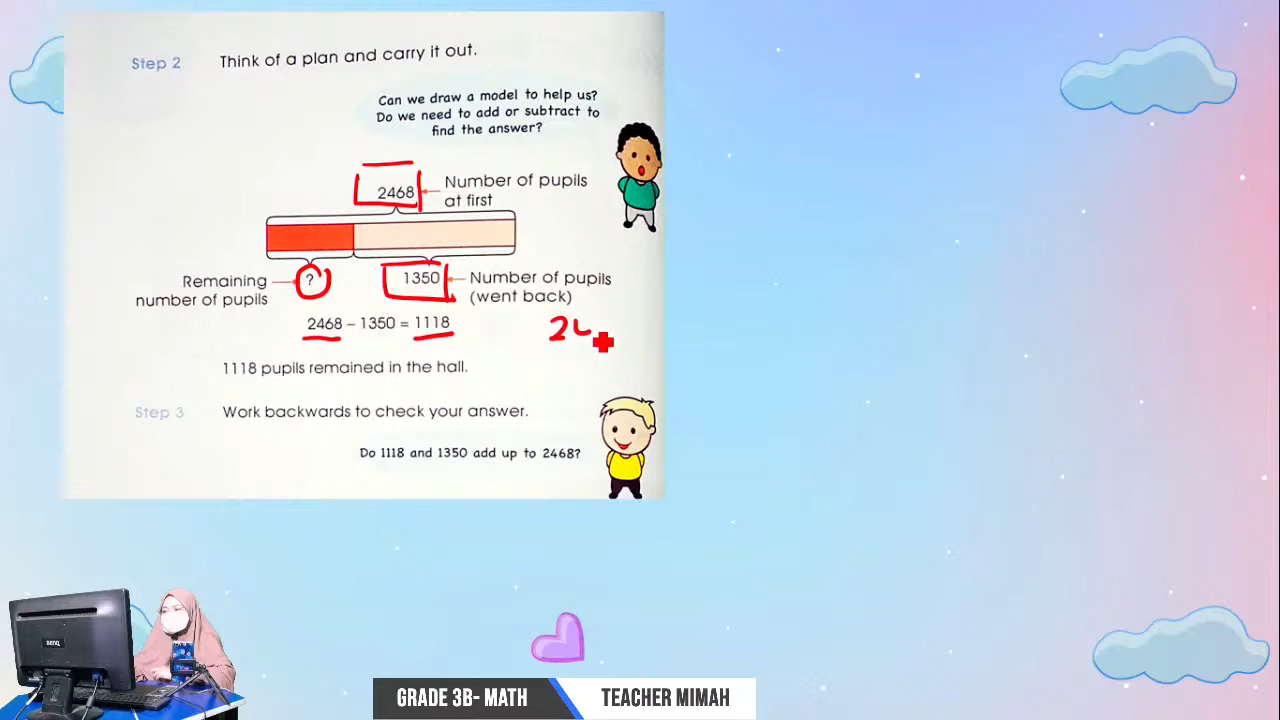 Step 2 Think of a plan and carry it out.
Can we draw a model to help us?
Do we need to add or subtract to
find the answer?
2468
Number of pupils
at first
Remaining
number of pupils
?
1350
Number of pupils
(went back)
2468 – 1350 = 1118
24
1118 pupils remained in the hall.
Step 3 Work backwards to check your answer.
Do 1118 and 1350 add up to 2468?
BenQ
GRADE 3B- MATH
TEACHER MIMAH